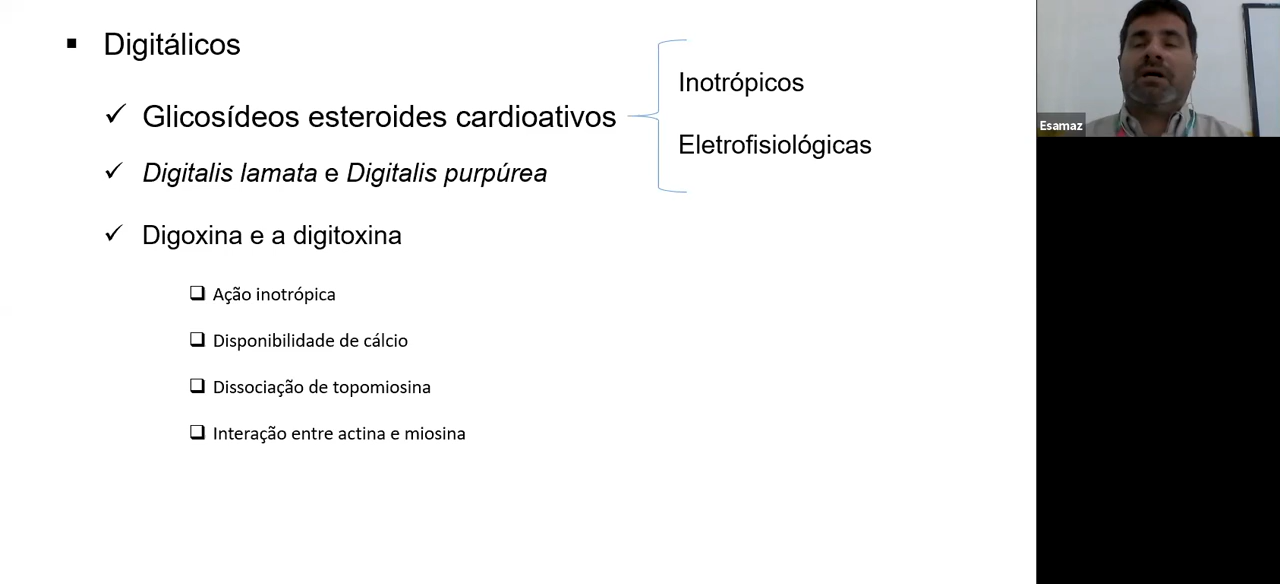 Digitálicos
Glicosídeos esteroides cardioativos
Inotrópicos
Eletrofisiológicas
Digitalis lamata e Digitalis purpúrea
Digoxina e a digitoxina
Ação inotrópica
Disponibilidade de cálcio
Dissociação de topomiosina
Interação entre actina e miosina
Esamaz